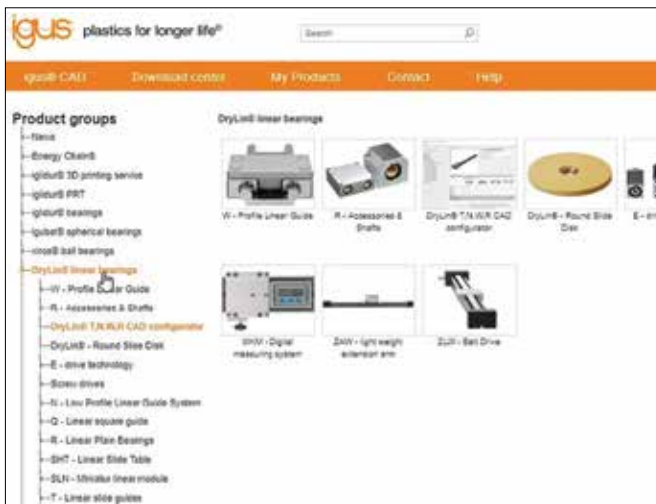 igus plastics for longer life®
Search
igus® CAD Download center My Products Contact Help
Product groups
News
Energy Chain®
iglidur® 3D printing service
iglidur® PRT
iglidur® bearings
igubal® spherical bearings
xiros® ball bearings
DryLin® linear bearings
W - Profile Linear Guide
R - Accessories & Shafts
DryLin® T,N,W,R CAD configurator
DryLin® - Round Slide Disk
E - drive technology
Screw drives
N - Low Profile Linear Guide System
Q - Linear square guide
R - Linear Plain Bearings
SHT - Linear Slide Table
SLN - Miniatur linear module
T - Linear slide guides
DryLin® linear bearings
W - Profile Linear Guide
R - Accessories &
Shafts
DryLin® T,N,W,R CAD
configurator
DryLin® - Round Slide
Disk
E - dri
Digital
measuring system
ZAW - light weight
extension arm
ZLW - Belt Drive